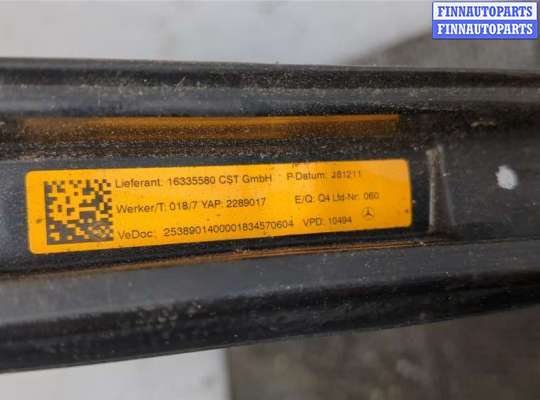 FINNAUTOPARTS
FINNAUTOPARTS
Lieferant: 16335580 CST GmbH P-Datum: J81211
Werker/T: 018/7 YAP: 2289017 E/Q: Q4 Lfd-Nr: 060
VeDoc: 2538901400001834570604 VPD: 10494